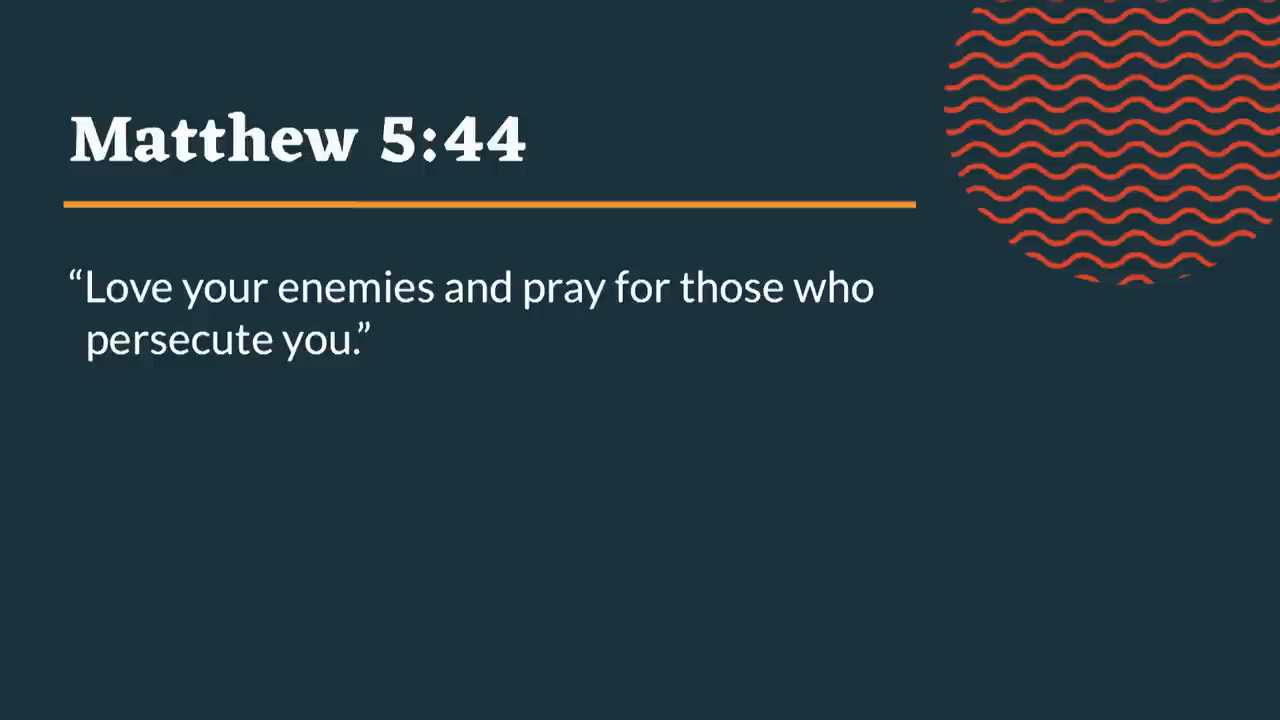 Matthew 5:44
“Love your enemies and pray for those who
persecute you.”